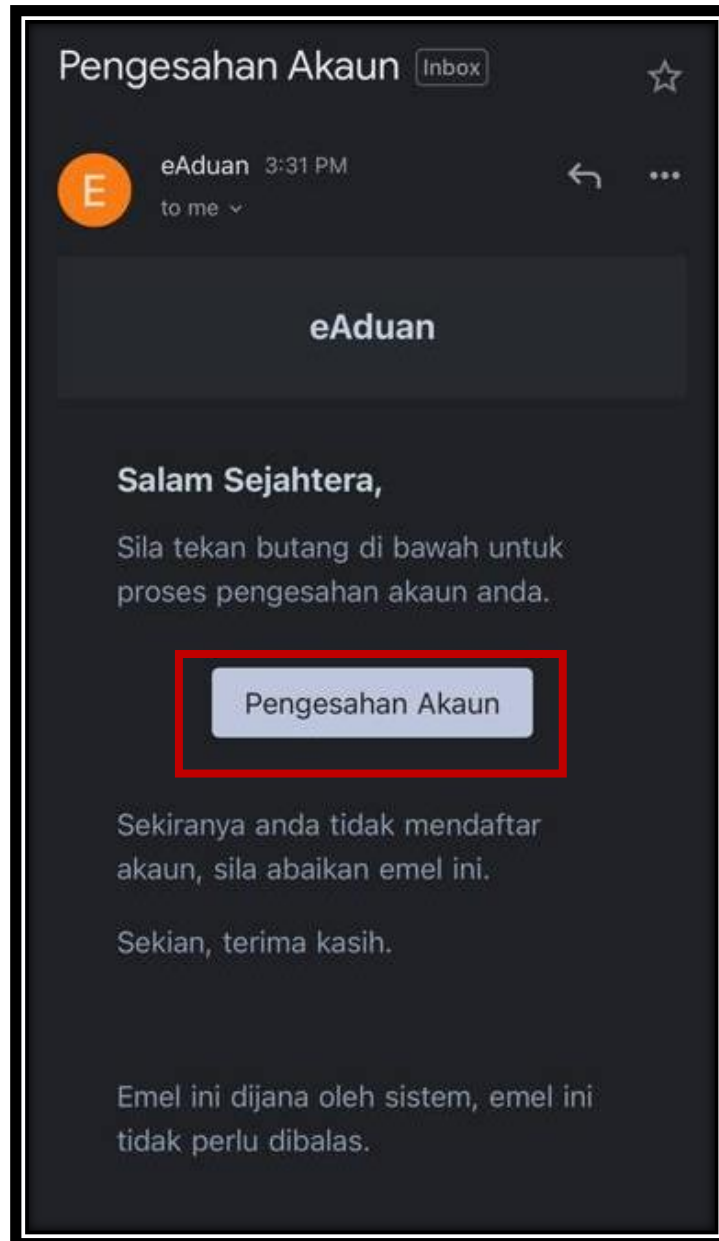 Pengesahan Akaun Inbox
E
eAduan 3:31 PM
to me
eAduan
Salam Sejahtera,
Sila tekan butang di bawah untuk
proses pengesahan akaun anda.
Pengesahan Akaun
Sekiranya anda tidak mendaftar
akaun, sila abaikan emel ini.
Sekian, terima kasih.
Emel ini dijana oleh sistem, emel ini
tidak perlu dibalas.